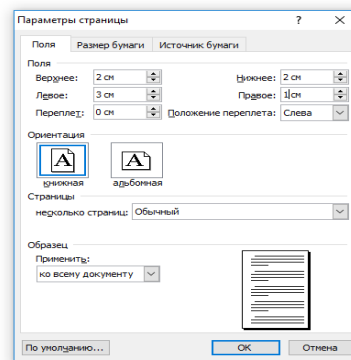 Параметры страницы ? ×
Поля Размер бумаги Источник бумаги
Поля
Верхнее: 2 см Нижнее: 2 см
Левое: 3 см Правое: 1 см
Переплет: 0 см Положение переплета: Слева
Ориентация
A A
книжная альбомная
Страницы
несколько страниц: Обычный
Образец
Применить:
ко всему документу
По умолчанию... ОК Отмена